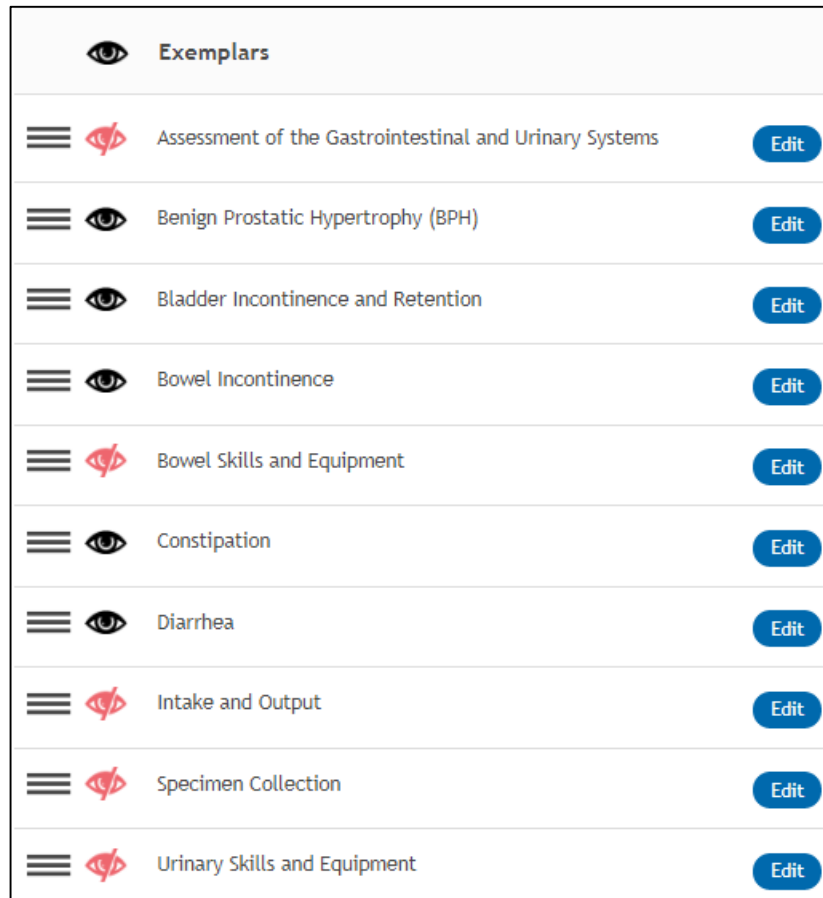 Exemplars
Assessment of the Gastrointestinal and Urinary Systems Edit
Benign Prostatic Hypertrophy (BPH) Edit
Bladder Incontinence and Retention Edit
Bowel Incontinence Edit
Bowel Skills and Equipment Edit
Constipation Edit
Diarrhea Edit
Intake and Output Edit
Specimen Collection Edit
Urinary Skills and Equipment Edit